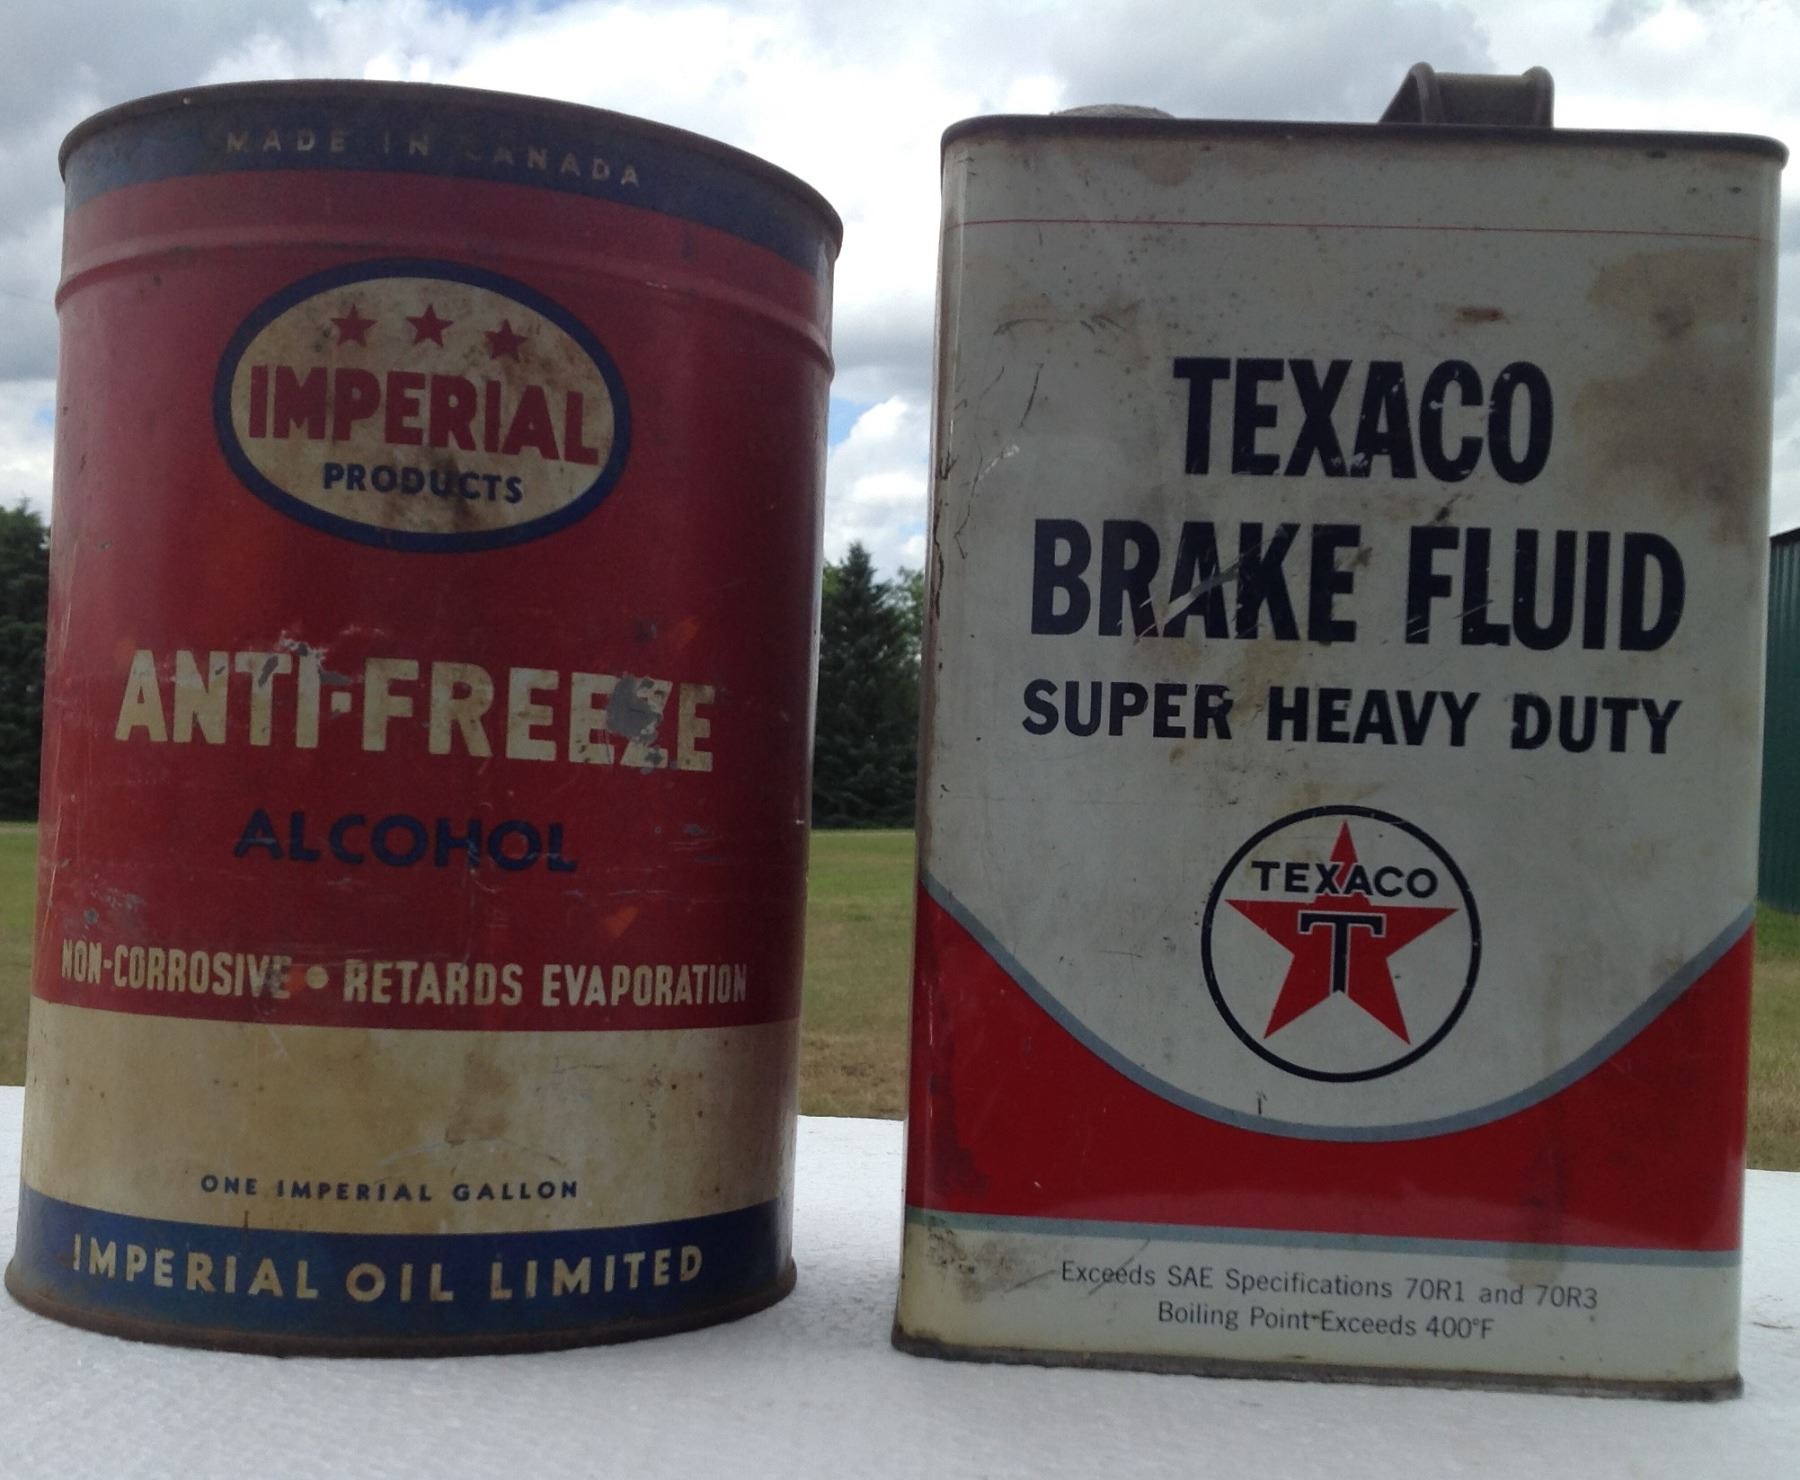 MADE IN CANADA
IMPERIAL
PRODUCTS
ANTI-FREEZE
ALCOHOL
NON-CORROSIVE • RETARDS EVAPORATION
ONE IMPERIAL GALLON
IMPERIAL OIL LIMITED
TEXACO
BRAKE FLUID
SUPER HEAVY DUTY
TEXACO
T
Exceeds SAE Specifications 70R1 and 70R3
Boiling Point Exceeds 400°F